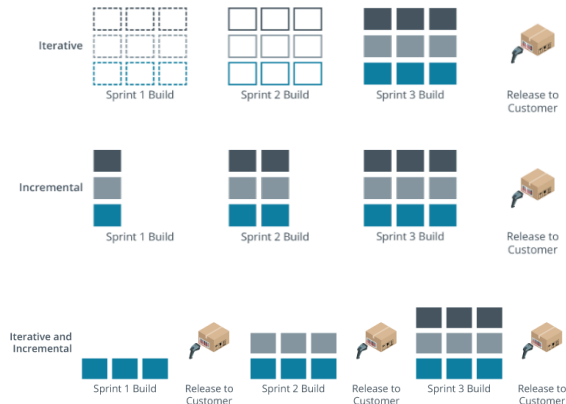 Iterative
Sprint 1 Build
Sprint 2 Build
Sprint 3 Build
Release to
Customer
Incremental
Sprint 1 Build
Sprint 2 Build
Sprint 3 Build
Release to
Customer
Iterative and
Incremental
Sprint 1 Build
Release to
Customer
Sprint 2 Build
Release to
Customer
Sprint 3 Build
Release to
Customer